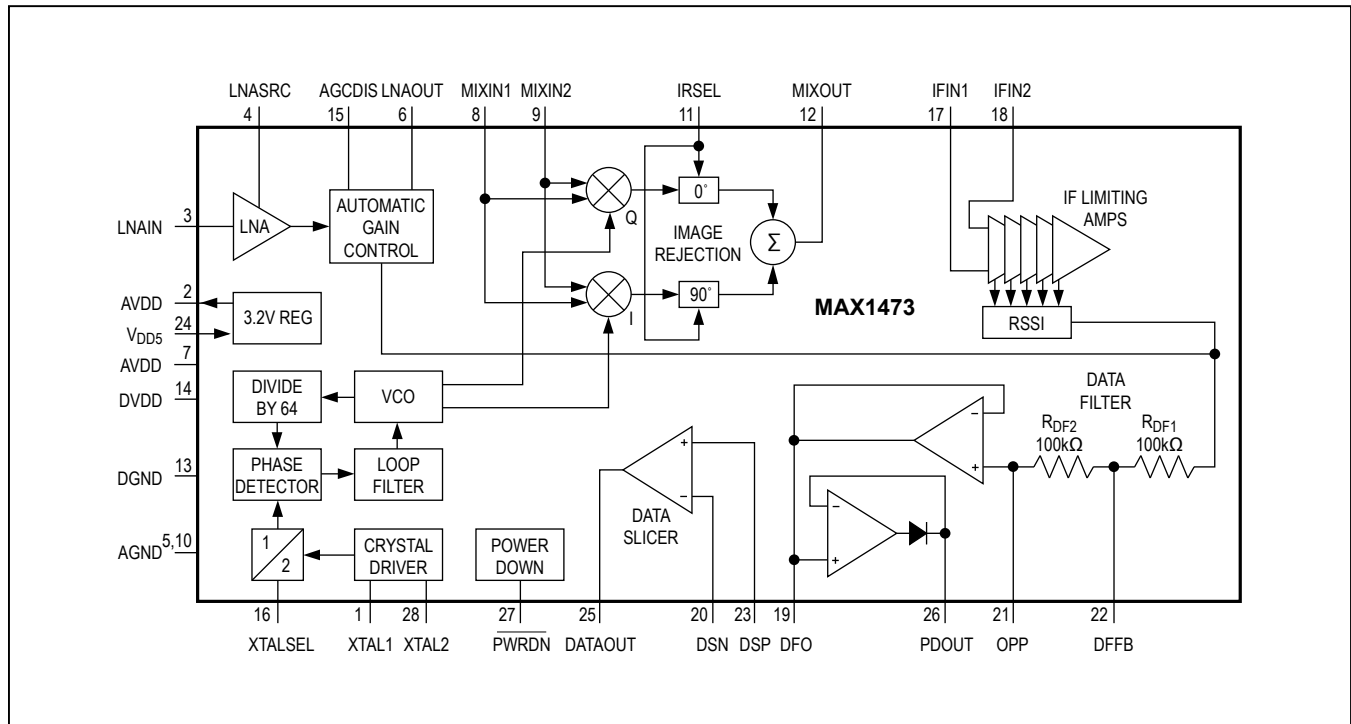 LNASRC AGCDIS LNAOUT MIXIN1 MIXIN2 IRSEL MIXOUT IFIN1 IFIN2
4 15 6 8 9 11 12 17 18
LNAIN 3
LNA
AUTOMATIC
GAIN
CONTROL
Q
0°
IMAGE
REJECTION
Σ
I
90°
IF LIMITING
AMPS
RSSI
MAX1473
AVDD 2
VDD5 24
3.2V REG
AVDD 7
DVDD 14
DIVIDE
BY 64
VCO
DGND 13
PHASE
DETECTOR
LOOP
FILTER
AGND 5,10
1
2
CRYSTAL
DRIVER
POWER
DOWN
+
−
DATA
SLICER
−
+
−
+
DATA
FILTER
RDF2
100kΩ
RDF1
100kΩ
16 1 28 27 25 20 23 19 26 21 22
XTALSEL XTAL1 XTAL2 PWRDN DATAOUT DSN DSP DFO PDOUT OPP DFFB